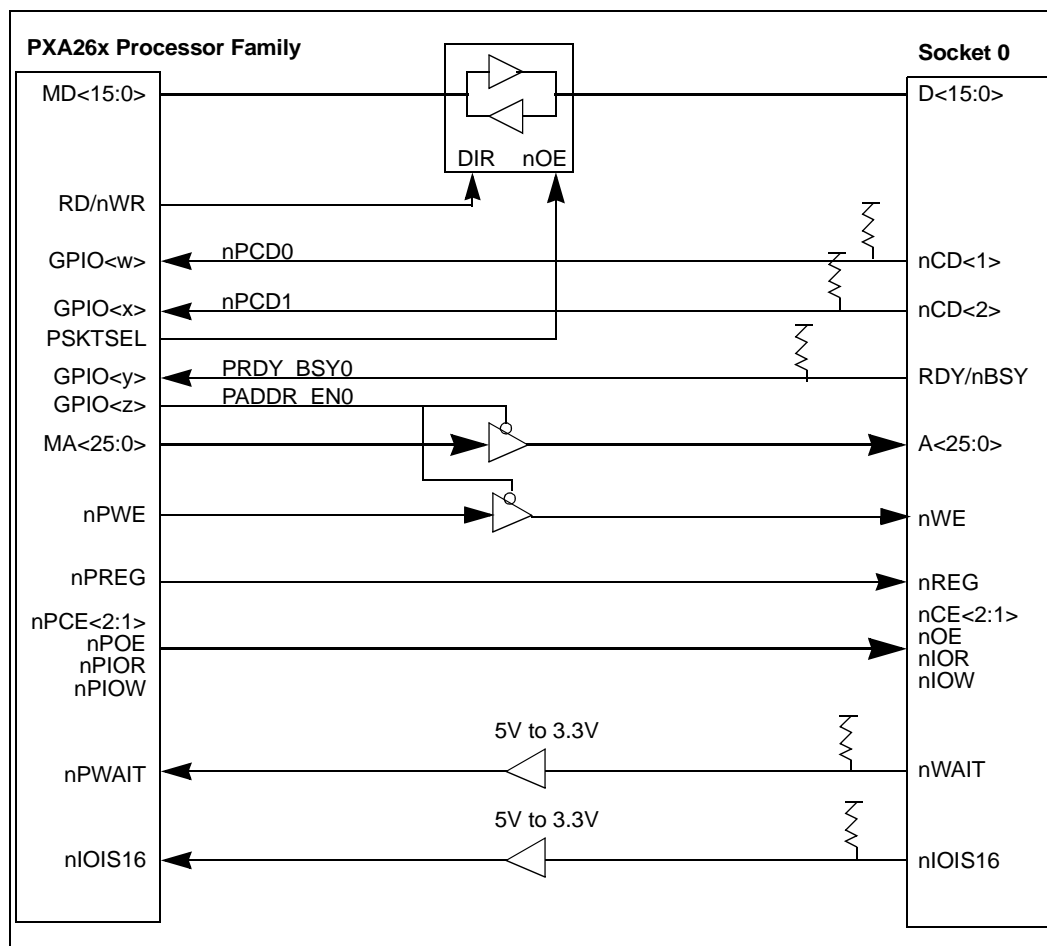 PXA26x Processor Family
Socket 0
MD<15:0>
D<15:0>
DIR nOE
RD/nWR
GPIO<w>
nPCD0
nCD<1>
GPIO<x>
nPCD1
nCD<2>
PSKTSEL
GPIO<y>
PRDY_BSY0
RDY/nBSY
GPIO<z>
PADDR_EN0
MA<25:0>
A<25:0>
nPWE
nWE
nPREG
nREG
nPCE<2:1>
nPOE
nPIOR
nPIOW
nCE<2:1>
nOE
nIOR
nIOW
5V to 3.3V
nPWAIT
nWAIT
5V to 3.3V
nIOIS16
nIOIS16